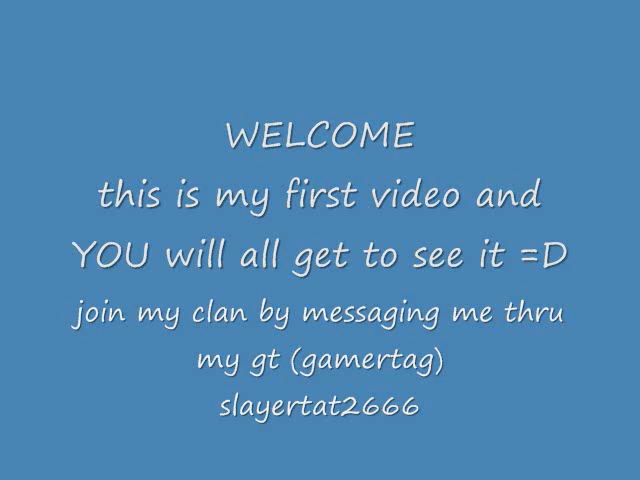 WELCOME
this is my first video and
YOU will all get to see it =D
join my clan by messaging me thru
my gt (gamertag)
slayertat2666